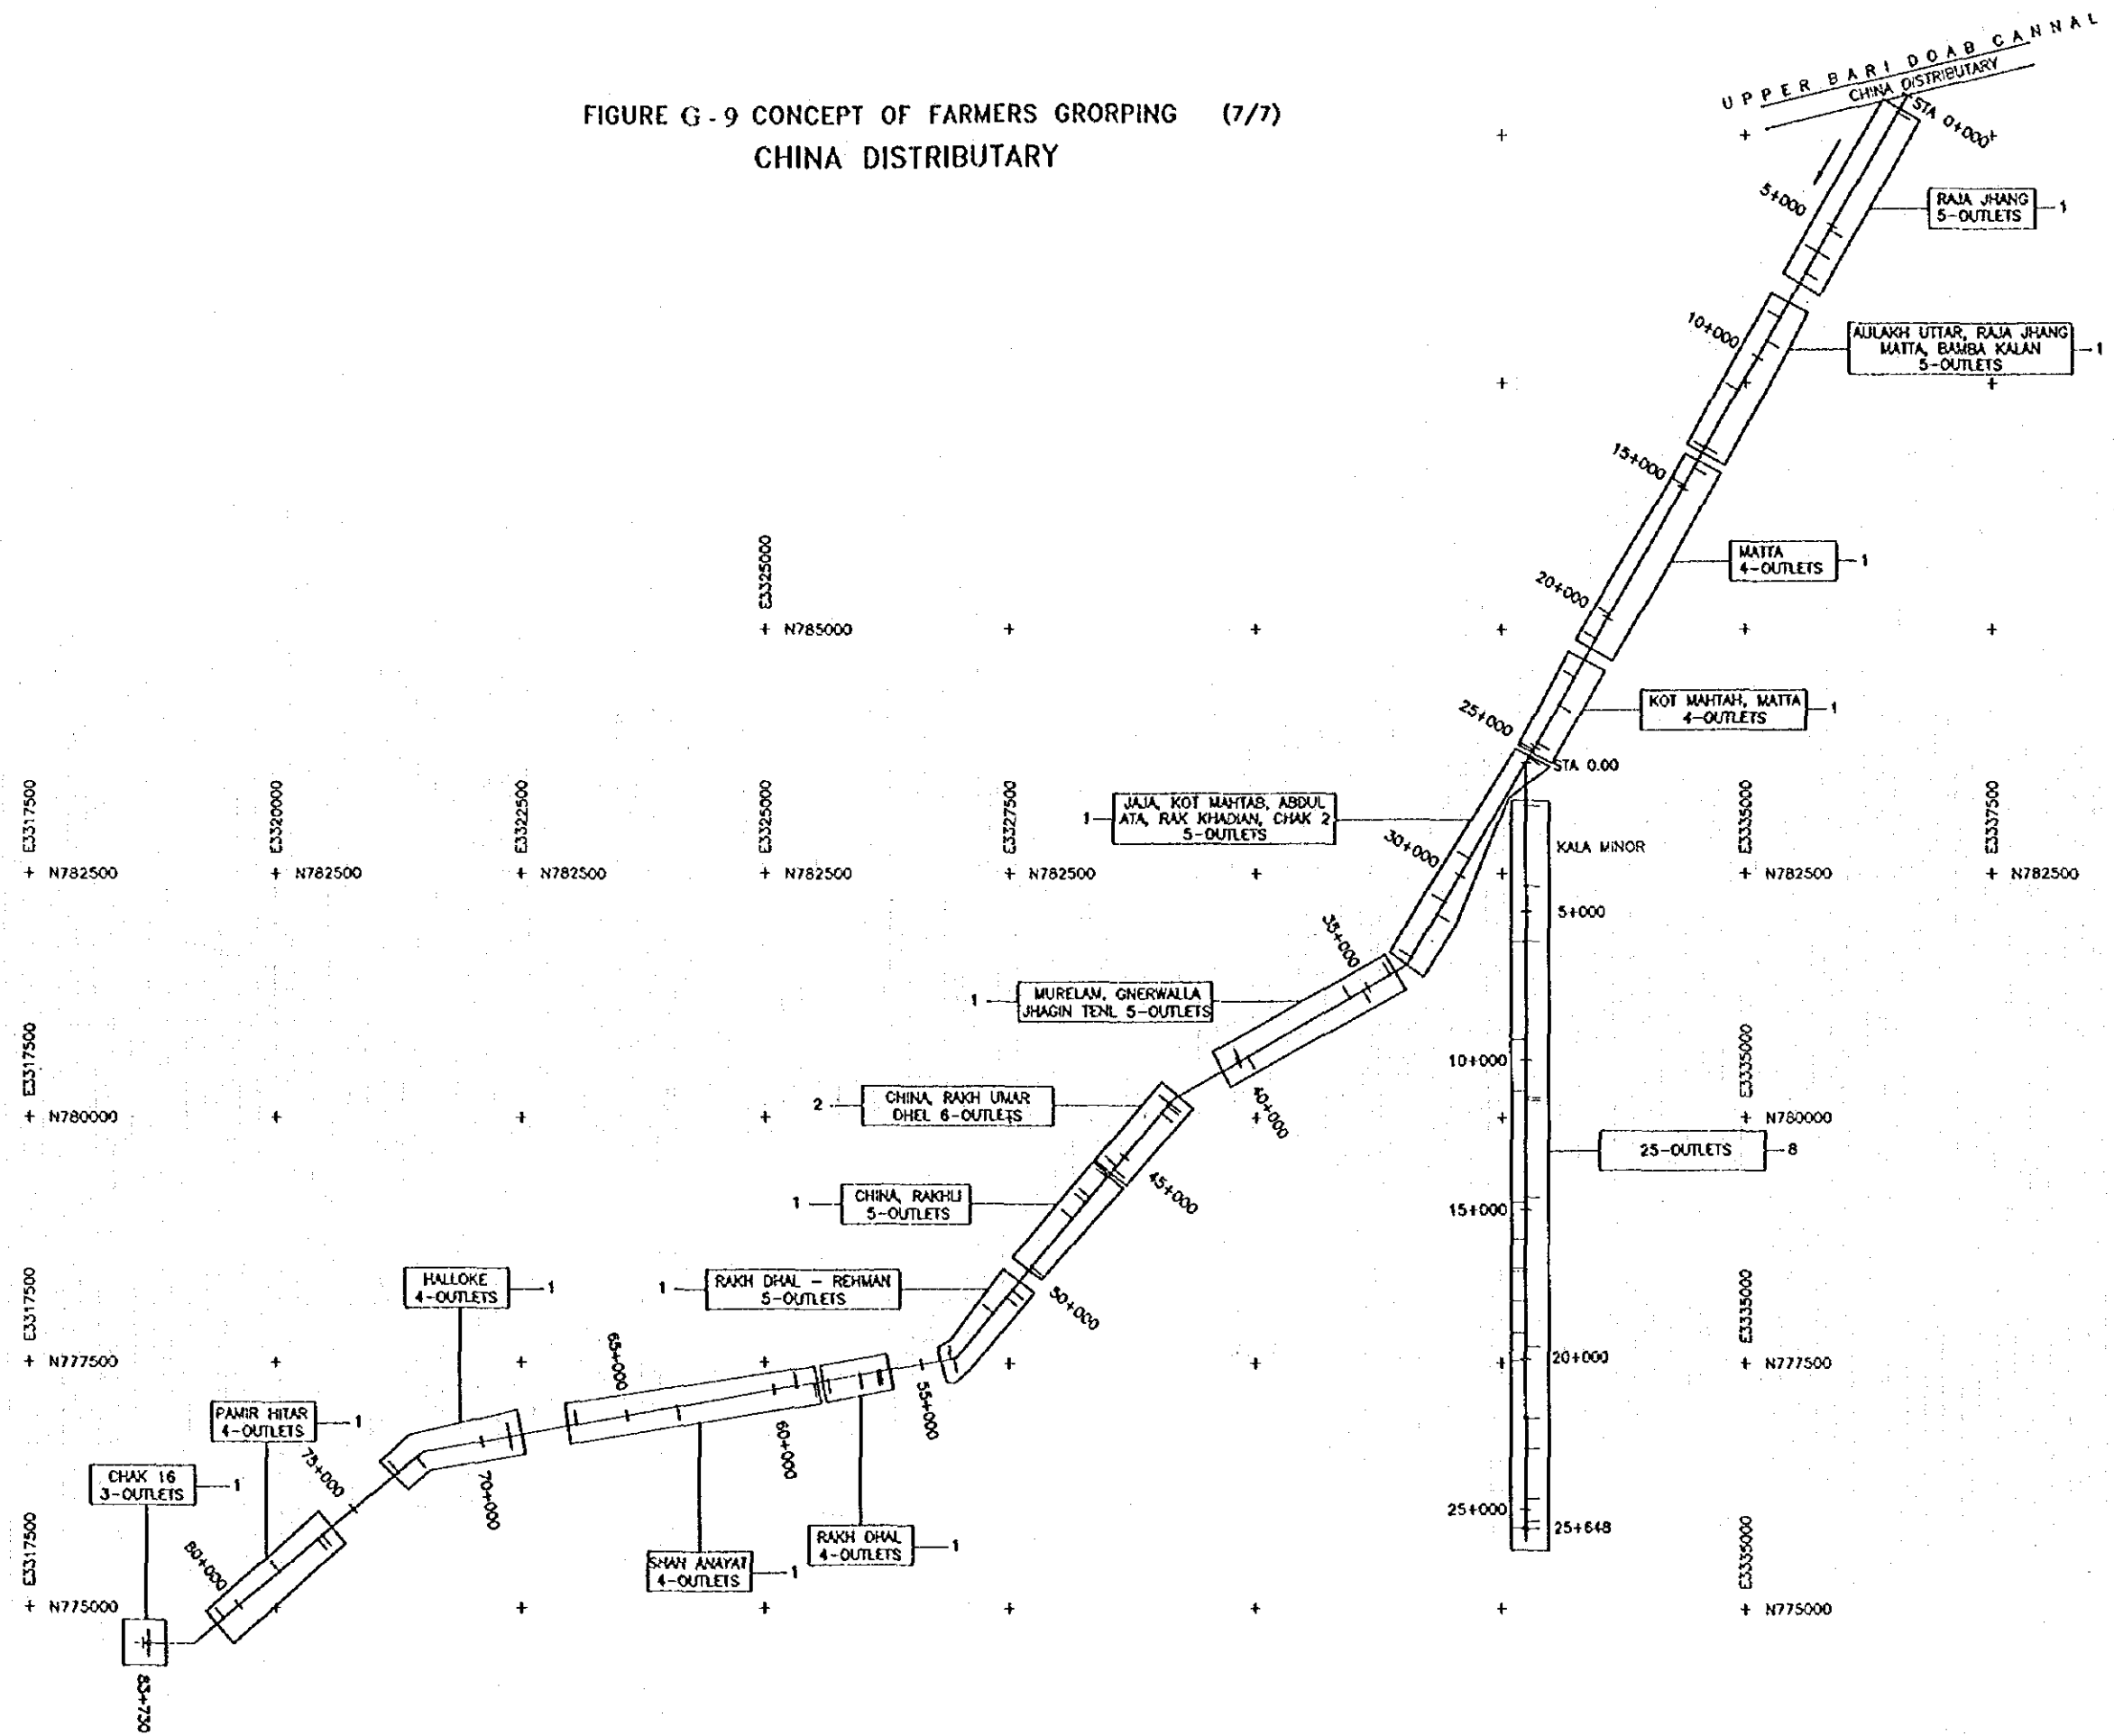 UPPER BARI DOAB CANNAL
CHINA DISTRIBUTARY
FIGURE G-9 CONCEPT OF FARMERS GRORPING (7/7)
CHINA DISTRIBUTARY
STA 0+000
5+000
RAJA JHANG
5-OUTLETS
1
10+000
AULAKH UTTAR, RAJA JHANG
MATTA, BAMBA KALAN
5-OUTLETS
1
15+000
MATTA
4-OUTLETS
1
20+000
E3325000
N785000
KOT MAHTAH, MATTA
4-OUTLETS
1
25+000
STA 0.00
1
JAJA, KOT MAHTAB, ABDUL
ATA, RAK KHADIAN, CHAK 2
5-OUTLETS
30+000
KALA MINOR
E3317500
E3320000
E3322500
E3325000
E3327500
E3335000
E3337500
N782500
N782500
N782500
N782500
N782500
N782500
N782500
5+000
35+000
1
MURELAM, GNERWALLA
JHAGIN TENL 5-OUTLETS
10+000
40+000
2
CHINA, RAKH UMAR
DHEL 6-OUTLETS
E3317500
N780000
E3335000
N780000
25-OUTLETS
8
45+000
1
CHINA, RAKHLI
5-OUTLETS
15+000
HALLOKE
4-OUTLETS
1
1
RAKH DHAL - REHMAN
5-OUTLETS
50+000
E3317500
N777500
65+000
55+000
20+000
E3335000
N777500
PAMIR HITAR
4-OUTLETS
1
60+000
70+000
75+000
CHAK 16
3-OUTLETS
1
80+000
25+000
25+648
RAKH DHAL
4-OUTLETS
1
SHAH ANAYAT
4-OUTLETS
1
E3317500
N775000
E3335000
N775000
83+730